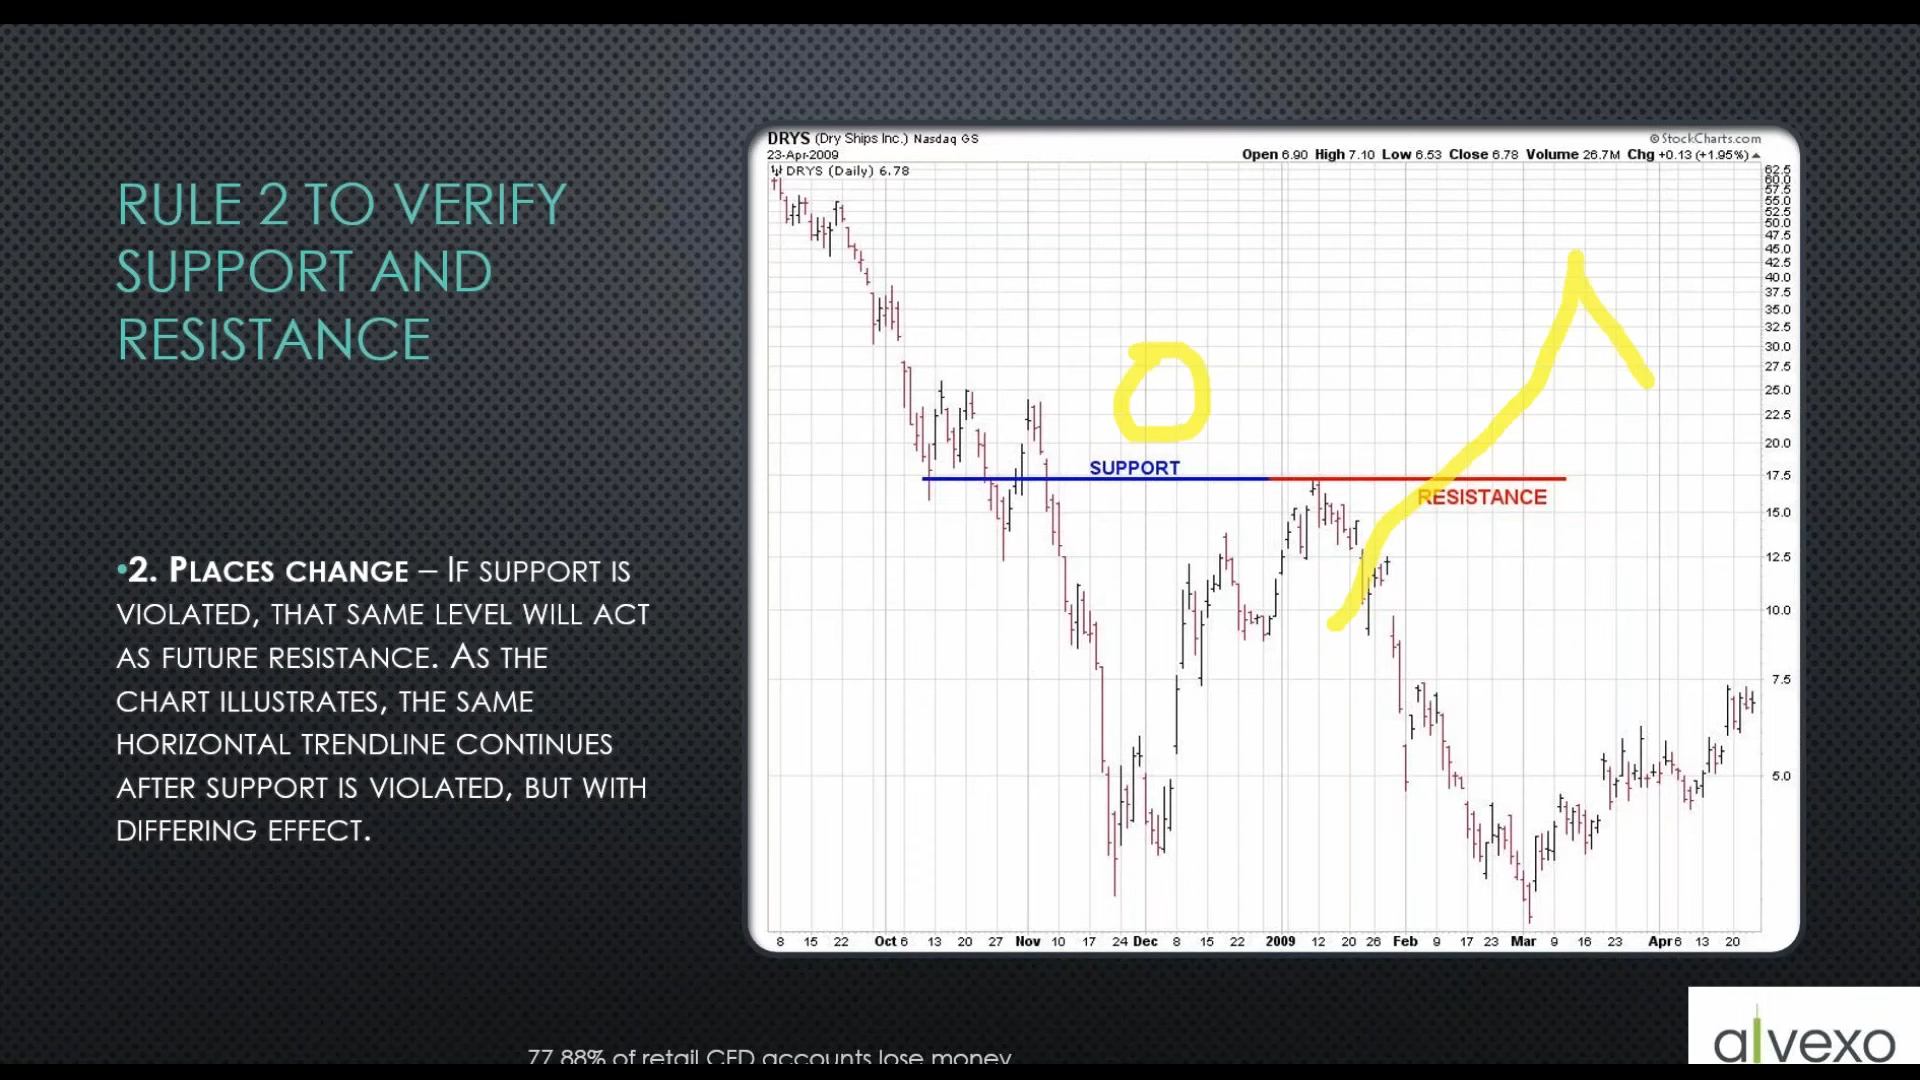 RULE 2 TO VERIFY
SUPPORT AND
RESISTANCE
•2. PLACES CHANGE – IF SUPPORT IS
VIOLATED, THAT SAME LEVEL WILL ACT
AS FUTURE RESISTANCE. AS THE
CHART ILLUSTRATES, THE SAME
HORIZONTAL TRENDLINE CONTINUES
AFTER SUPPORT IS VIOLATED, BUT WITH
DIFFERING EFFECT.
DRYS (Dry Ships Inc.) Nasdaq GS
© StockCharts.com
23-Apr-2009
Open 6.90 High 7.10 Low 6.53 Close 6.78 Volume 26.7M Chg +0.13 (+1.95%)
DRYS (Daily) 6.78
62.5
60.0
57.5
55.0
52.5
50.0
47.5
45.0
42.5
40.0
37.5
35.0
32.5
30.0
27.5
25.0
22.5
20.0
17.5
15.0
12.5
10.0
7.5
5.0
SUPPORT
RESISTANCE
8 15 22 Oct 6 13 20 27 Nov 10 17 24 Dec 8 15 22 2009 12 20 26 Feb 9 17 23 Mar 9 16 23 Apr 6 13 20
77.88% of retail CFD accounts lose money
alvexo